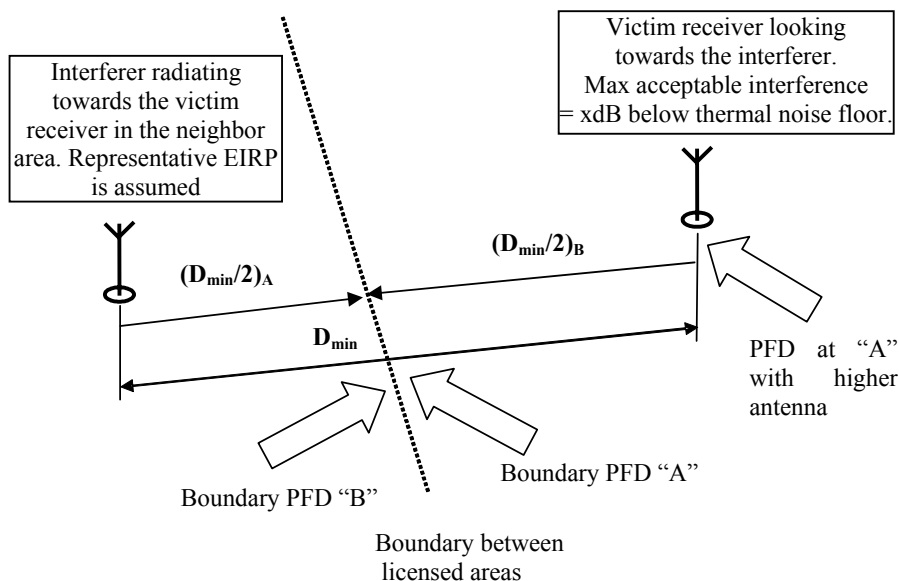 Interferer radiating
towards the victim
receiver in the neighbor
area. Representative EIRP
is assumed
Victim receiver looking
towards the interferer.
Max acceptable interference
= xdB below thermal noise floor.
(Dmin/2)A
(Dmin/2)B
Dmin
PFD at “A”
with higher
antenna
Boundary PFD “A”
Boundary PFD “B”
Boundary between
licensed areas